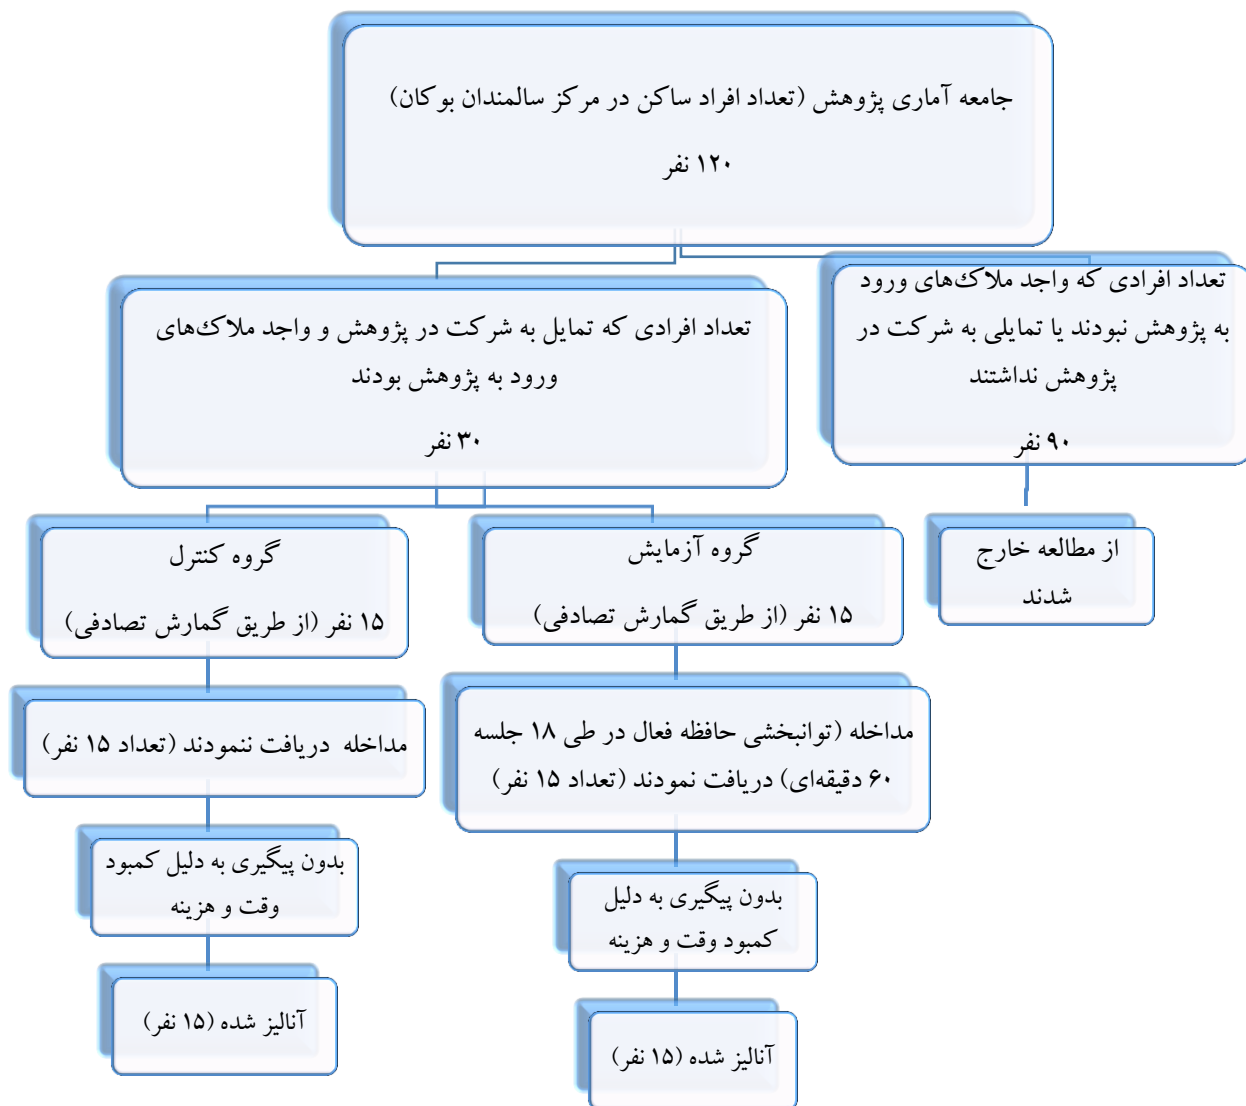 جامعه آماری پژوهش (تعداد افراد ساکن در مرکز سالمندان بوکان)
۱۲۰ نفر
تعداد افرادی که واجد ملاک‌های ورود
به پژوهش نبودند یا تمایلی به شرکت در
پژوهش نداشتند
۹۰ نفر
تعداد افرادی که تمایل به شرکت در پژوهش و واجد ملاک‌های
ورود به پژوهش بودند
۳۰ نفر
از مطالعه خارج
شدند
گروه آزمایش
۱۵ نفر (از طریق گمارش تصادفی)
گروه کنترل
۱۵ نفر (از طریق گمارش تصادفی)
مداخله (توانبخشی حافظه فعال در طی ۱۸ جلسه
۶۰ دقیقه‌ای) دریافت نمودند (تعداد ۱۵ نفر)
مداخله دریافت ننمودند (تعداد ۱۵ نفر)
بدون پیگیری به دلیل
کمبود وقت و هزینه
بدون پیگیری به دلیل کمبود
وقت و هزینه
آنالیز شده (۱۵ نفر)
آنالیز شده (۱۵ نفر)